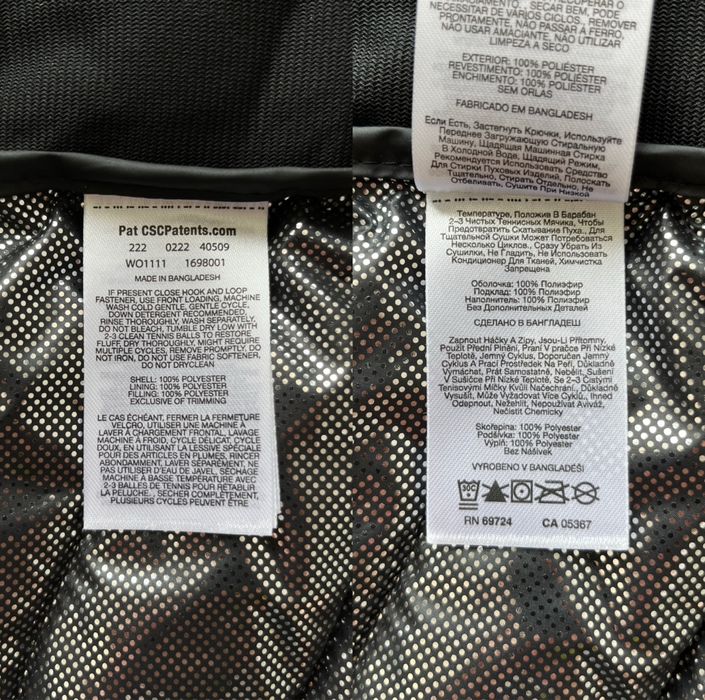 Pat CSCPatents.com
222 0222 40509
WO1111 1698001
MADE IN BANGLADESH
IF PRESENT CLOSE HOOK AND LOOP
FASTENER, USE FRONT LOADING, MACHINE
WASH COLD GENTLE, GENTLE CYCLE,
DOWN DETERGENT RECOMMENDED,
RINSE THOROUGHLY, WASH SEPARATELY,
DO NOT BLEACH, TUMBLE DRY LOW WITH
2-3 CLEAN TENNIS BALLS TO RESTORE
FLUFF, DRY THOROUGHLY, MIGHT REQUIRE
MULTIPLE CYCLES, REMOVE PROMPTLY, DO
NOT IRON, DO NOT USE FABRIC SOFTENER,
DO NOT DRYCLEAN
SHELL: 100% POLYESTER
LINING: 100% POLYESTER
FILLING: 100% POLYESTER
EXCLUSIVE OF TRIMMING
LE CAS ÉCHÉANT, FERMER LA FERMETURE
VELCRO, UTILISER UNE MACHINE À
LAVER À CHARGEMENT FRONTAL, LAVAGE
MACHINE À FROID, CYCLE DÉLICAT, CYCLE
DOUX, EN UTILISANT LA LESSIVE SPÉCIALE
POUR DES ARTICLES EN PLUMES, RINCER
ABONDAMMENT, LAVER SÉPARÉMENT, NE
PAS UTILISER D'EAU DE JAVEL, SÉCHAGE
MACHINE À BASSE TEMPÉRATURE AVEC
2-3 BALLES DE TENNIS POUR RÉTABLIR
LA PELUCHE., SÉCHER COMPLÈTEMENT,
PLUSIEURS CYCLES PEUVENT ÊTRE
RECUPERAR O
SECAR BEM, PODE
NECESSITAR DE VÁRIOS CICLOS., REMOVER
PRONTAMENTE, NÃO PASSAR A FERRO,
NÃO USAR AMACIANTE, NÃO UTILIZAR
LIMPEZA A SECO
EXTERIOR: 100% POLIÉSTER
REVESTIMENTO: 100% POLIÉSTER
ENCHIMENTO: 100% POLIÉSTER
SEM ORLAS
FABRICADO EM BANGLADESH
Если Есть, Застегнуть Крючки, Используйте
Переднее Загружающую Стиральную
Машину, Щадящий Машинная Стирка
В Холодной Воде, Щадящий Режим,
Рекомендуется Использовать Средство
Для Стирки Пуховых Изделий, Полоскать
Тщательно, Стирать Отдельно, Не
Отбеливать, Сушите При Низкой
Температуре, Положив В Барабан
2–3 Чистых Теннисных Мячика, Чтобы
Предотвратить Скатывание Пуха., Для
Тщательной Сушки Может Потребоваться
Несколько Циклов., Сразу Убрать Из
Сушилки, Не Гладить, Не Использовать
Кондиционер Для Тканей, Химчистка
Запрещена
Оболочка: 100% Полиэфир
Подклад: 100% Полиэфир
Наполнитель: 100% Полиэфир
Без Дополнительных Деталей
СДЕЛАНО В БАНГЛАДЕШ
Zapnout Háčky A Zipy, Jsou-Li Přítomny,
Použít Přední Plnění, Praní V pračce Při Nízké
Teplotě, Jemný Cyklus, Doporučen Jemný
Cyklus A Prací Prostředek Na Peří, Důkladně
Vymáchat, Prát Samostatně, Nebělit, Sušení
V Sušičce Při Nízké Teplotě, Se 2–3 Čistými
Tenisovými Míčky Kvůli Načechrání., Důkladně
Vysušit, Může Vyžadovat Více Cyklů., Ihned
Odepnout, Nežehlit, Nepoužívat Aviváž,
Nečistit Chemicky
Skořepina: 100% Polyester
Podšívka: 100% Polyester
Výplň: 100% Polyester
Bez Nášivek
VYROBENO V BANGLADÉŠI
30C
RN 69724 CA 05367